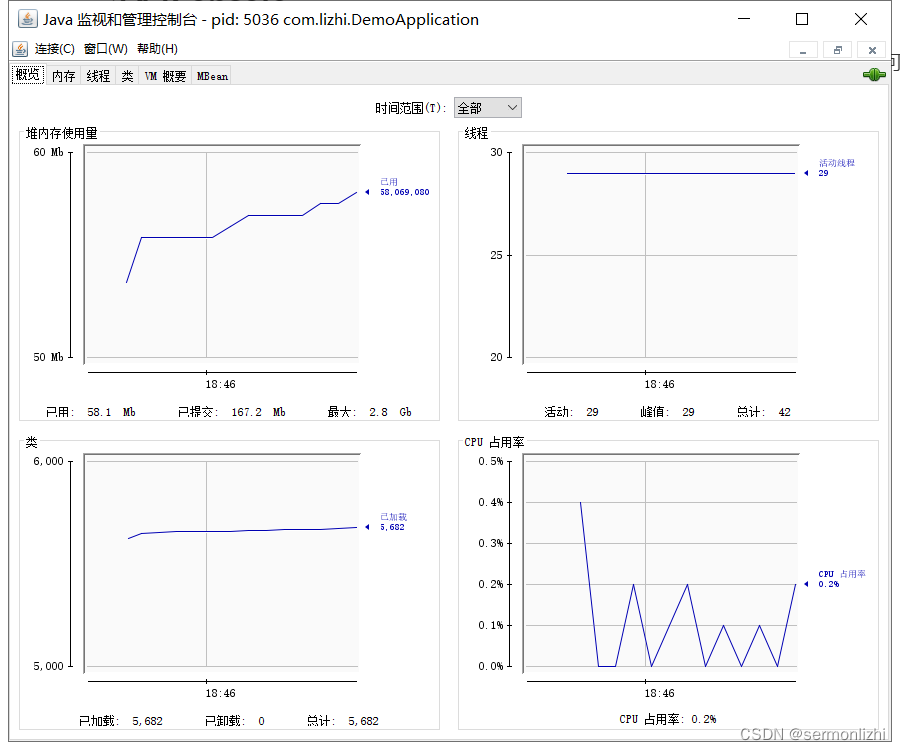 Java 监视和管理控制台 - pid: 5036 com.lizhi.DemoApplication
连接(C) 窗口(W) 帮助(H)
概览 内存 线程 类 VM 概要 MBean
时间范围(T): 全部
堆内存使用量
60 Mb
已用
58,069,080
50 Mb
18:46
已用: 58.1 Mb 已提交: 167.2 Mb 最大: 2.8 Gb
线程
30
活动线程
29
25
20
18:46
活动: 29 峰值: 29 总计: 42
类
6,000
已加载
5,682
5,000
18:46
已加载: 5,682 已卸载: 0 总计: 5,682
CPU 占用率
0.5%
0.4%
0.3%
CPU 占用率
0.2%
0.2%
0.1%
0.0%
18:46
CPU 占用率: 0.2%
CSDN @sermonlizhi